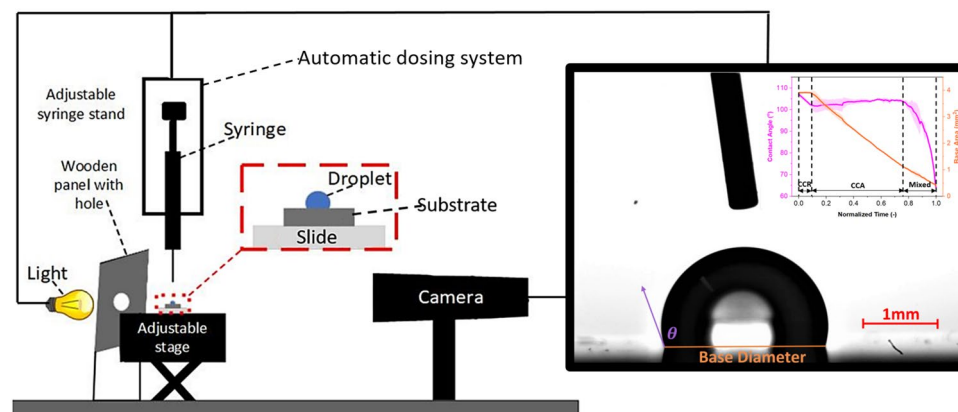 Automatic dosing system
Adjustable
syringe stand
Syringe
Wooden
panel with
hole
Droplet
Substrate
Slide
Light
Adjustable
stage
Camera
110
100
90
80
70
60
Contact Angle (°)
4
3
2
1
0
Base Area (mm²)
CCR
CCA
Mixed
0.0 0.2 0.4 0.6 0.8 1.0
Normalized Time (-)
θ
Base Diameter
1mm